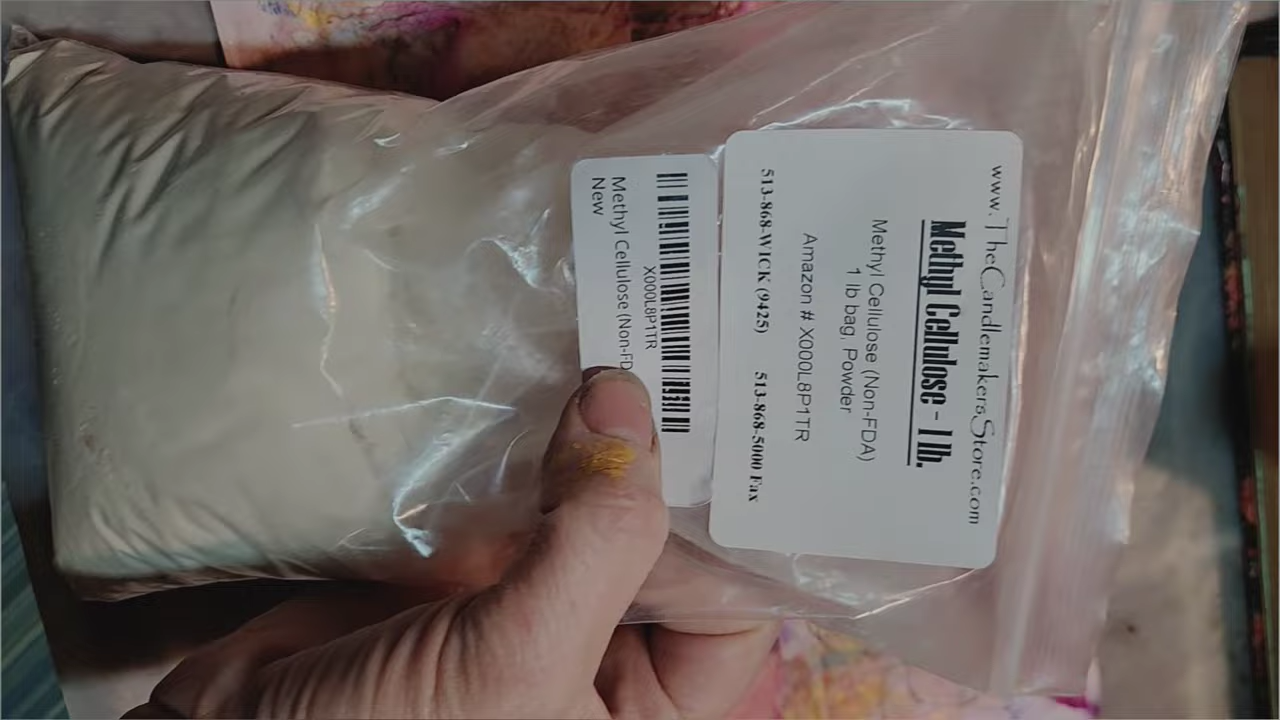 www.TheCandlemakersStore.com
Methyl Cellulose - 1 lb.
Methyl Cellulose (Non-FDA)
1 lb bag, Powder
Amazon # X000L8P1TR
513-868-WICK (9425) 513-868-5000 Fax
X000L8P1TR
Methyl Cellulose (Non-FD
New